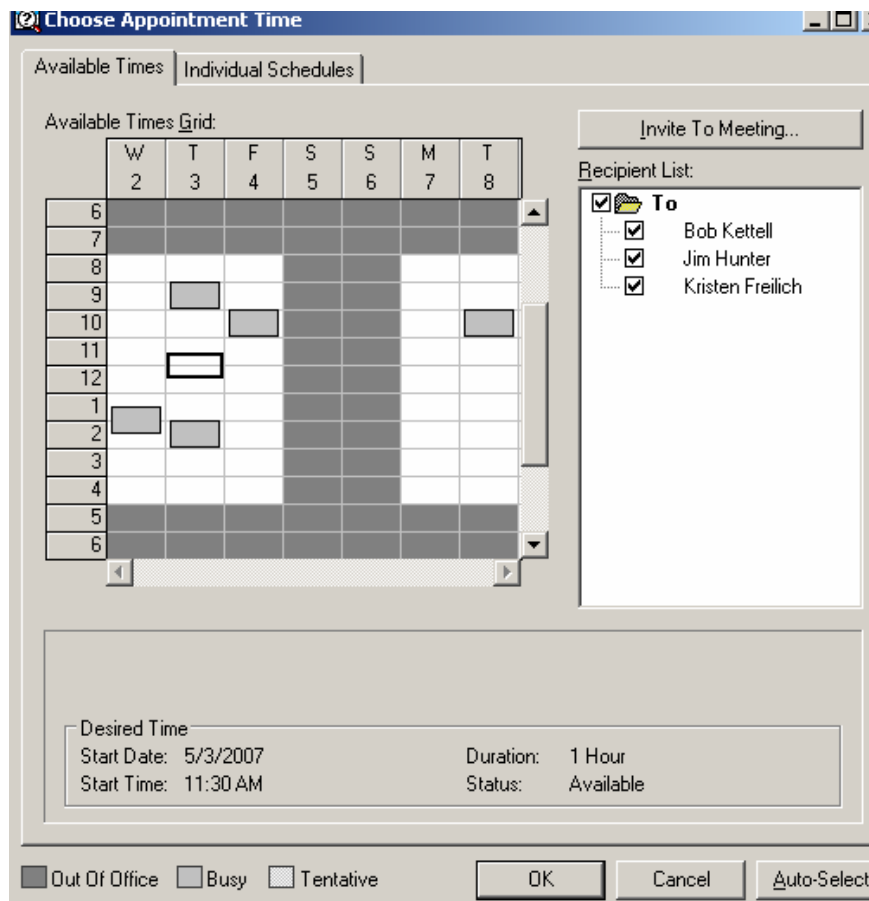 Choose Appointment Time
Available Times Individual Schedules
Available Times Grid:
Invite To Meeting...
W T F S S M T
2 3 4 5 6 7 8
Recipient List:
To
Bob Kettell
Jim Hunter
Kristen Freilich
6
7
8
9
10
11
12
1
2
3
4
5
6
Desired Time
Start Date: 5/3/2007 Duration: 1 Hour
Start Time: 11:30 AM Status: Available
Out Of Office Busy Tentative OK Cancel Auto-Select